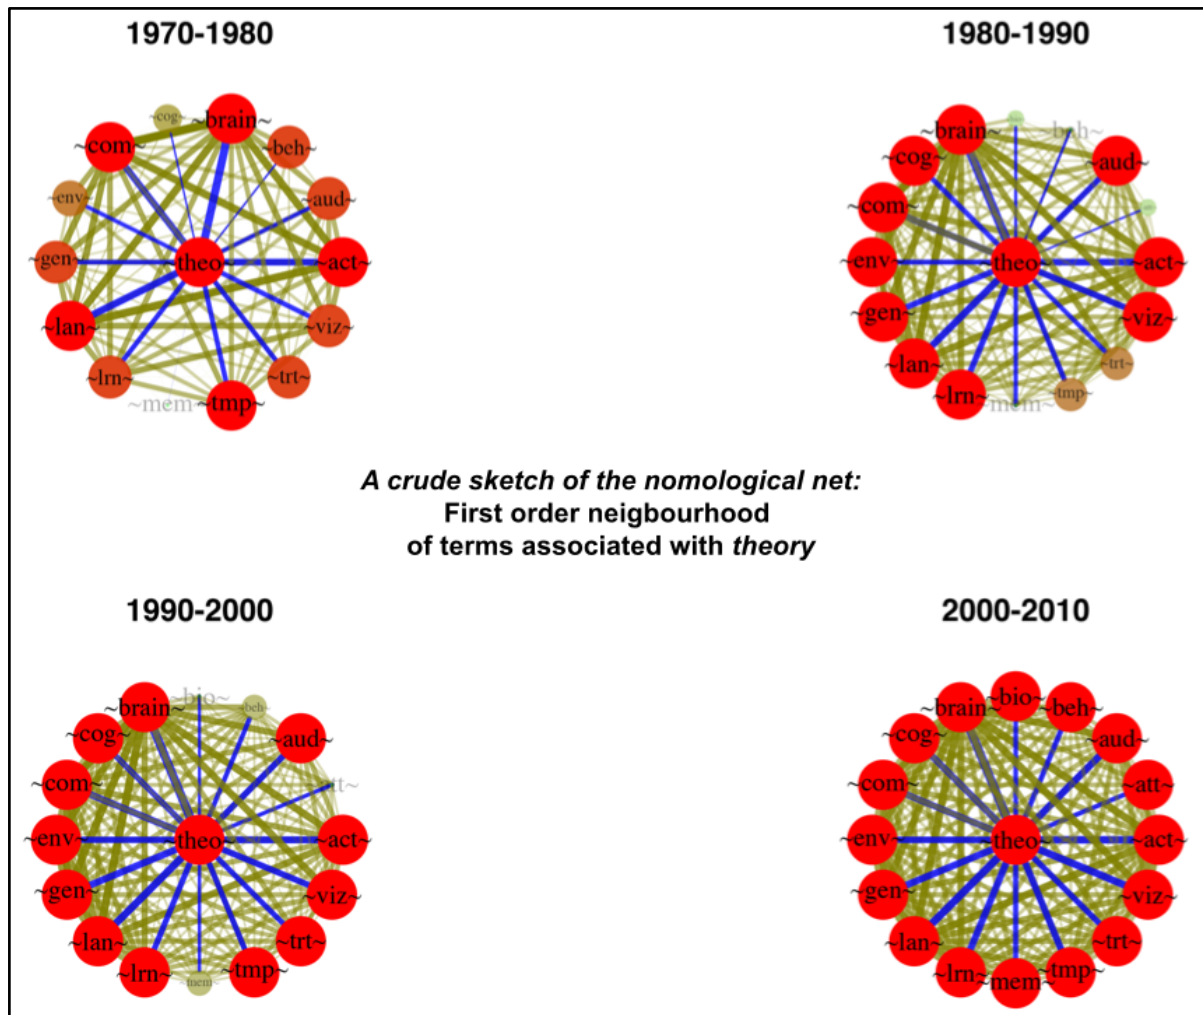 1970-1980
1980-1990
~cog~
~brain~
~beh~
~com~
~aud~
~env~
~theo~
~gen~
~act~
~lan~
~viz~
~lrn~
~trt~
~mem~
~tmp~
~brain~
~beh~
~cog~
~aud~
~com~
~env~
~theo~
~act~
~gen~
~viz~
~lan~
~trt~
~lrn~
~mem~
~tmp~
A crude sketch of the nomological net:
First order neigbourhood
of terms associated with theory
1990-2000
2000-2010
~brain~
~bio~
~beh~
~cog~
~aud~
~com~
~att~
~env~
~theo~
~act~
~gen~
~viz~
~lan~
~trt~
~lrn~
~mem~
~tmp~
~brain~
~bio~
~beh~
~cog~
~aud~
~com~
~att~
~env~
~theo~
~act~
~gen~
~viz~
~lan~
~trt~
~lrn~
~mem~
~tmp~